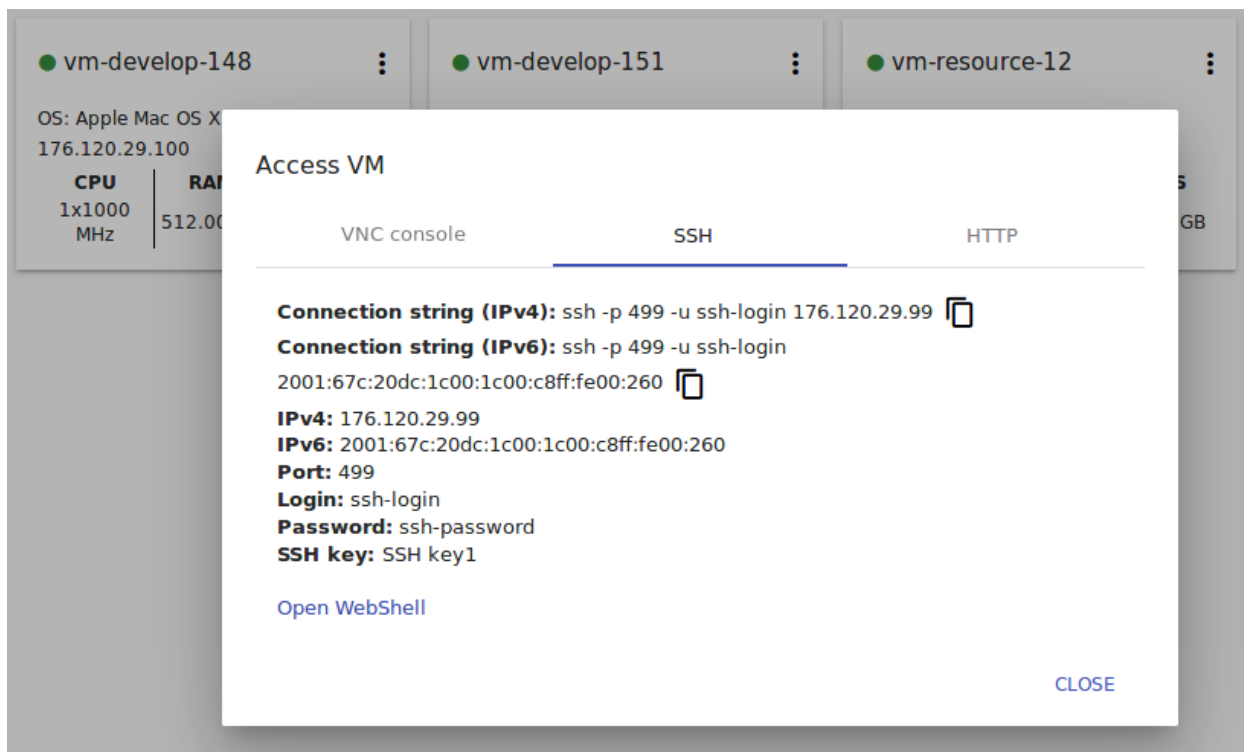 vm-develop-148
vm-develop-151
vm-resource-12
OS: Apple Mac OS X
176.120.29.100
CPU
1x1000
MHz
512.00
GB
Access VM
VNC console
SSH
HTTP
Connection string (IPv4): ssh -p 499 -u ssh-login 176.120.29.99
Connection string (IPv6): ssh -p 499 -u ssh-login
2001:67c:20dc:1c00:1c00:c8ff:fe00:260
IPv4: 176.120.29.99
IPv6: 2001:67c:20dc:1c00:1c00:c8ff:fe00:260
Port: 499
Login: ssh-login
Password: ssh-password
SSH key: SSH key1
Open WebShell
CLOSE